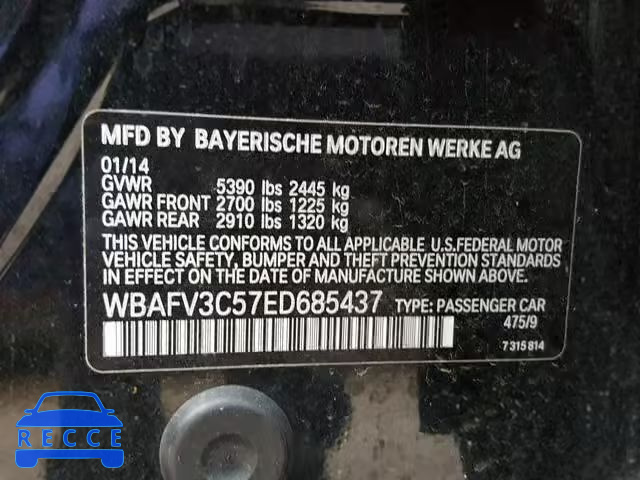 MFD BY BAYERISCHE MOTOREN WERKE AG
01/14
GVWR 5390 lbs 2445 kg
GAWR FRONT 2700 lbs 1225 kg
GAWR REAR 2910 lbs 1320 kg
THIS VEHICLE CONFORMS TO ALL APPLICABLE U.S.FEDERAL MOTOR
VEHICLE SAFETY, BUMPER AND THEFT PREVENTION STANDARDS
IN EFFECT ON THE DATE OF MANUFACTURE SHOWN ABOVE.
WBAFV3C57ED685437 TYPE: PASSENGER CAR
475/9
7315814
RECCE